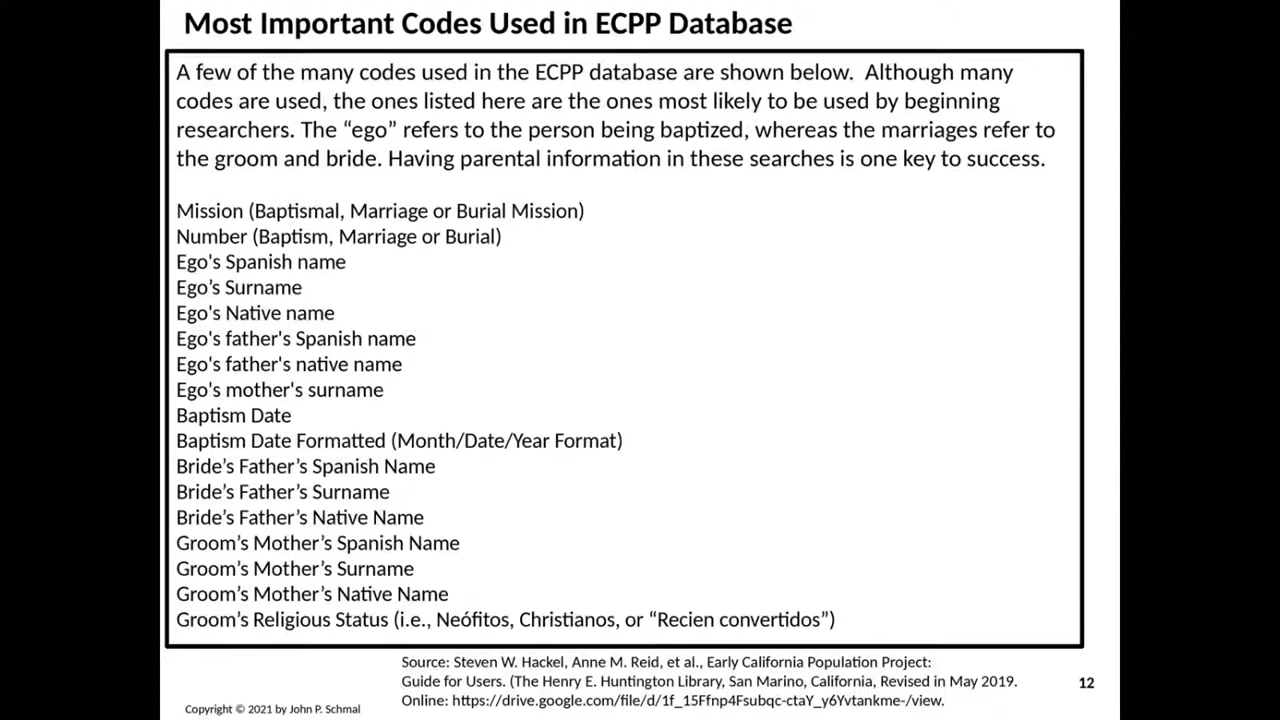 Most Important Codes Used in ECPP Database
A few of the many codes used in the ECPP database are shown below.  Although many
codes are used, the ones listed here are the ones most likely to be used by beginning
researchers. The “ego” refers to the person being baptized, whereas the marriages refer to
the groom and bride. Having parental information in these searches is one key to success.
Mission (Baptismal, Marriage or Burial Mission)
Number (Baptism, Marriage or Burial)
Ego's Spanish name
Ego’s Surname
Ego's Native name
Ego's father's Spanish name
Ego's father's native name
Ego's mother's surname
Baptism Date
Baptism Date Formatted (Month/Date/Year Format)
Bride’s Father’s Spanish Name
Bride’s Father’s Surname
Bride’s Father’s Native Name
Groom’s Mother’s Spanish Name
Groom’s Mother’s Surname
Groom’s Mother’s Native Name
Groom’s Religious Status (i.e., Neófitos, Christianos, or “Recien convertidos”)
Source: Steven W. Hackel, Anne M. Reid, et al., Early California Population Project:
Guide for Users. (The Henry E. Huntington Library, San Marino, California, Revised in May 2019.
Online: https://drive.google.com/file/d/1f_15Ffnp4Fsubqc-ctaY_y6Yvtankme-/view.
12
Copyright © 2021 by John P. Schmal